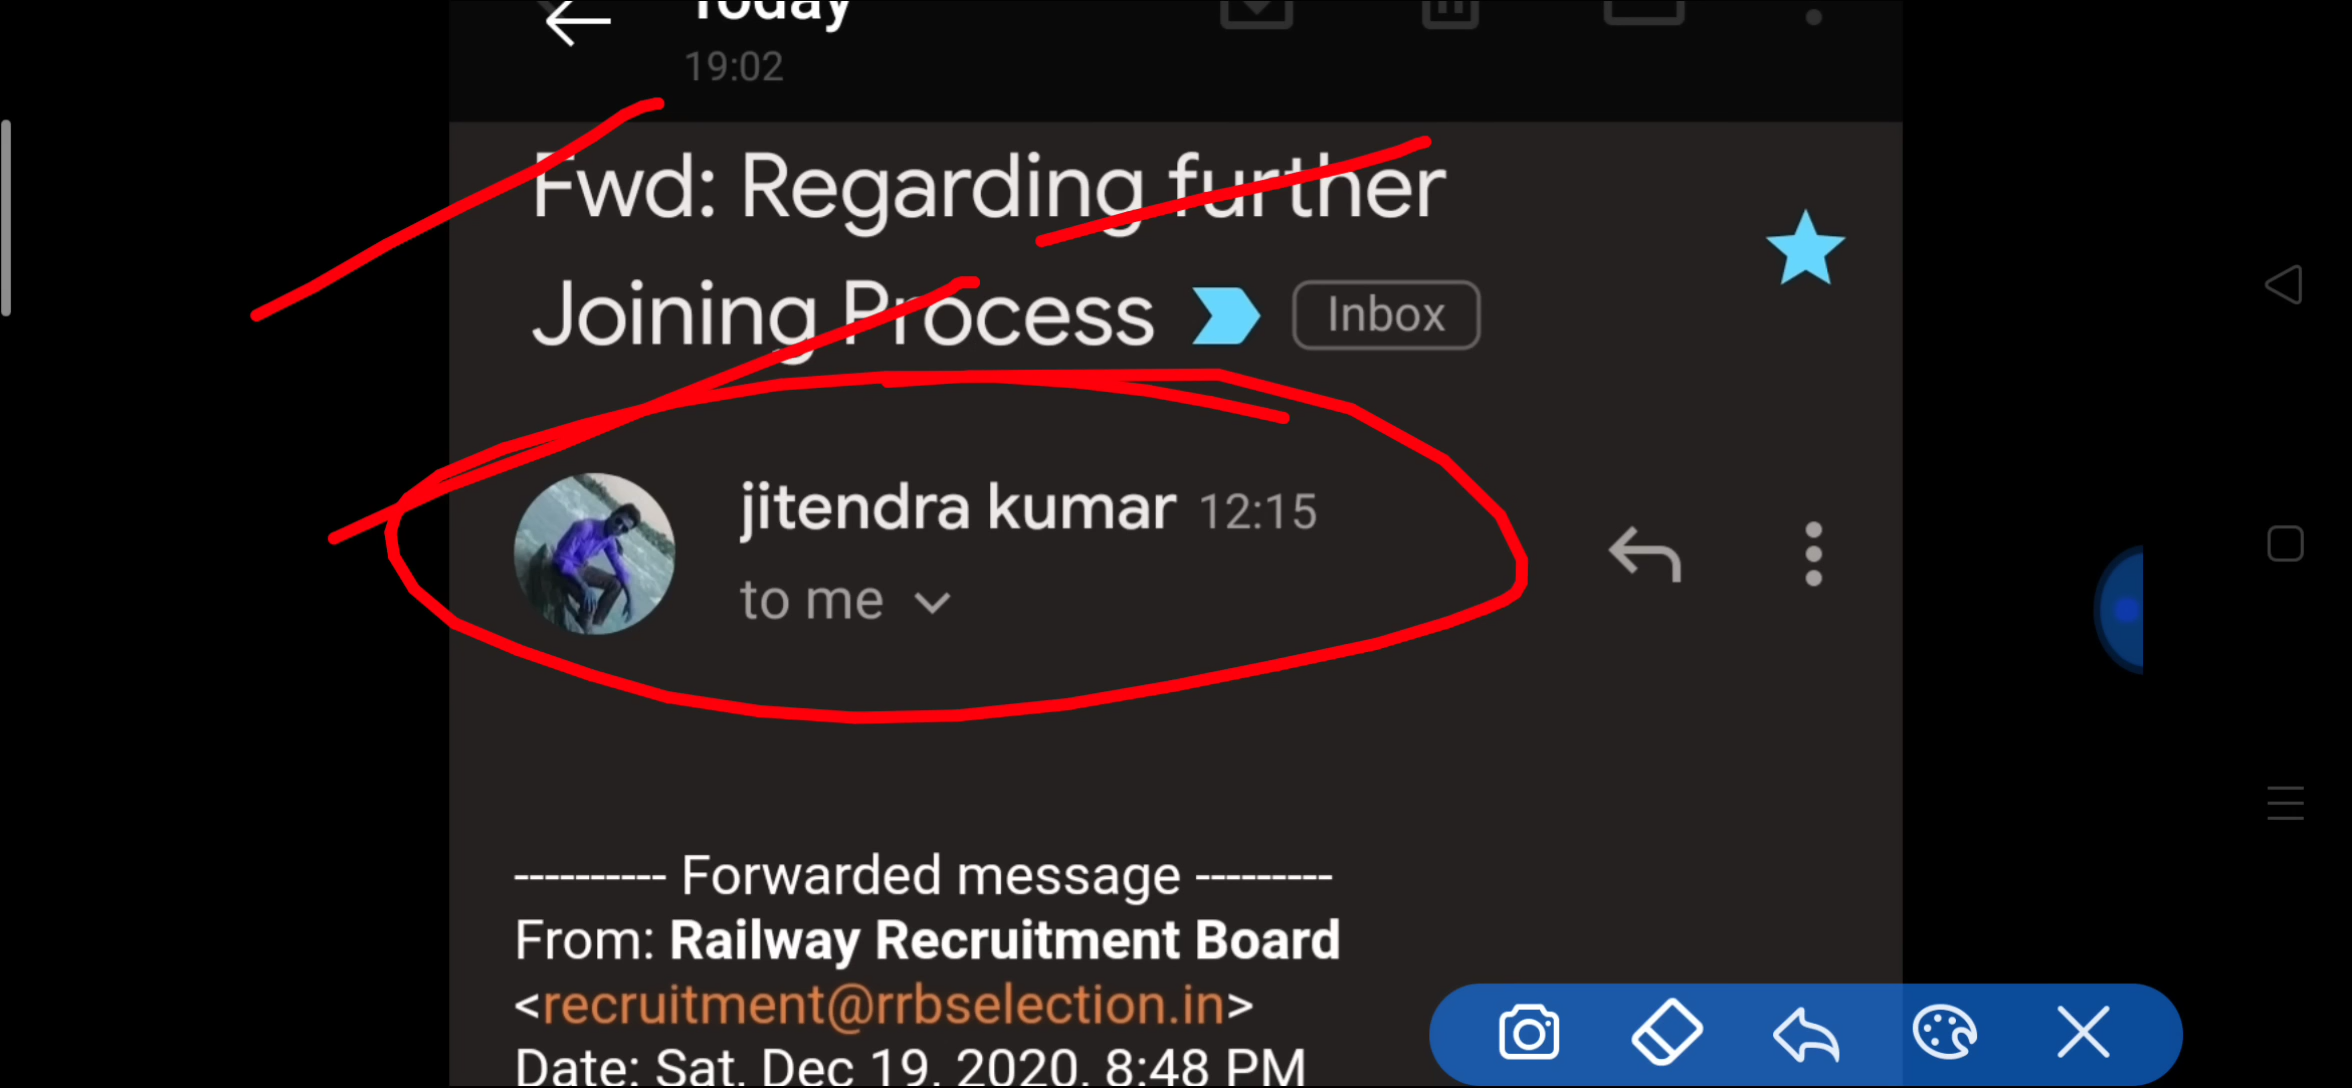 Today
19:02
Fwd: Regarding further
Joining Process Inbox
jitendra kumar 12:15
to me
---------- Forwarded message ---------
From: Railway Recruitment Board
<recruitment@rrbselection.in>
Date: Sat, Dec 19, 2020, 8:48 PM